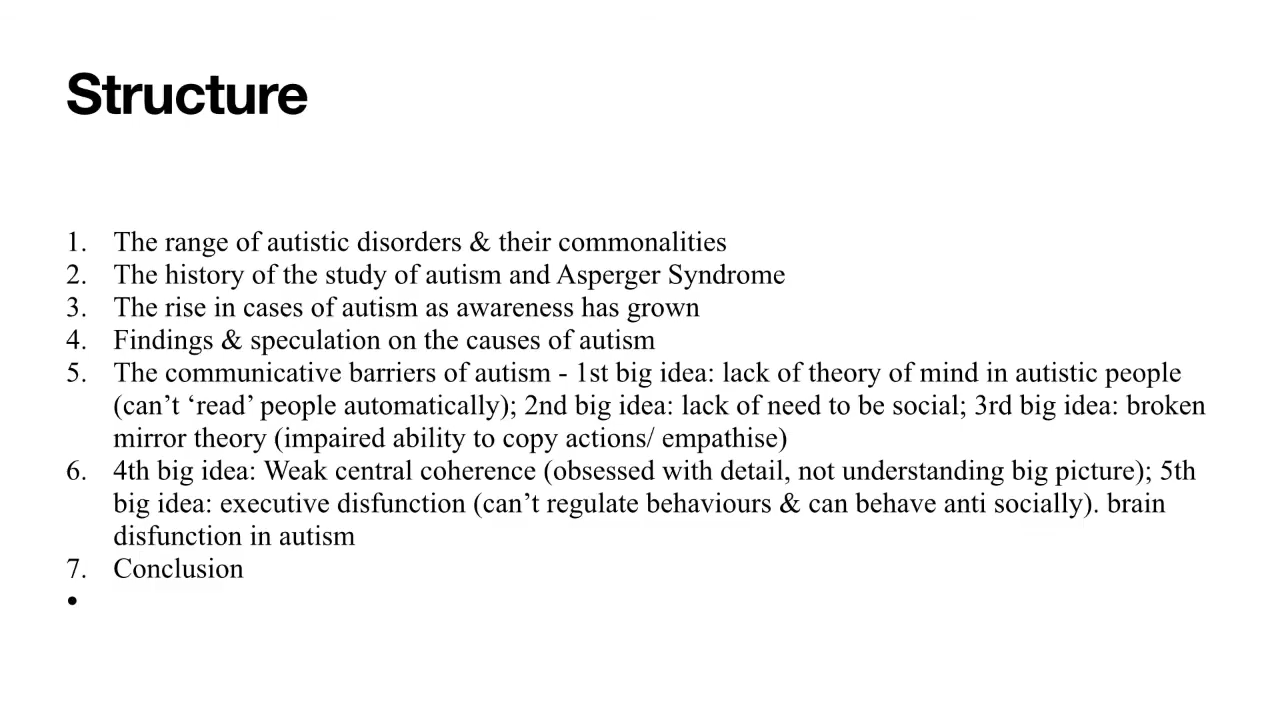 Structure
1. The range of autistic disorders & their commonalities
2. The history of the study of autism and Asperger Syndrome
3. The rise in cases of autism as awareness has grown
4. Findings & speculation on the causes of autism
5. The communicative barriers of autism - 1st big idea: lack of theory of mind in autistic people
(can’t ‘read’ people automatically); 2nd big idea: lack of need to be social; 3rd big idea: broken
mirror theory (impaired ability to copy actions/ empathise)
6. 4th big idea: Weak central coherence (obsessed with detail, not understanding big picture); 5th
big idea: executive disfunction (can’t regulate behaviours & can behave anti socially). brain
disfunction in autism
7. Conclusion
•